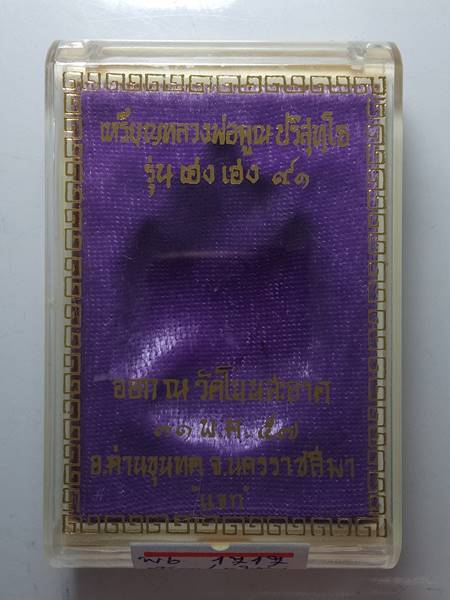 เหรียญหลวงพ่อคูณ ปริสุทฺโธ
รุ่น เฮง เฮง ๙๑
ออก ณ วัดโนนสะอาด
๓๑ พ.ค. ๕๗
อ.ด่านขุนทด จ.นครราชสีมา
"แจก"